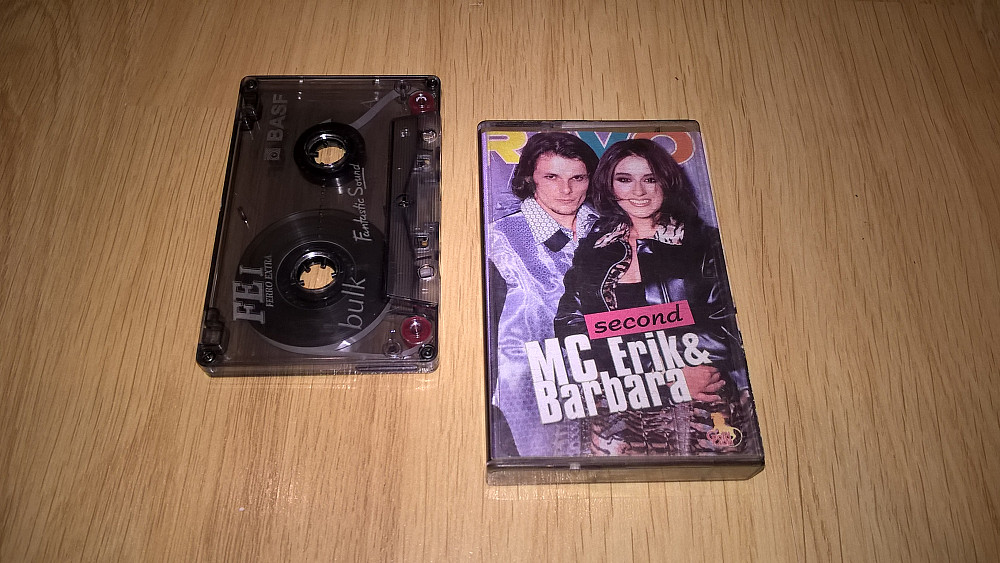 BASF
Fantastic Sound
FE I
FERRO EXTRA
bulk
second
MC Erik&
Barbara